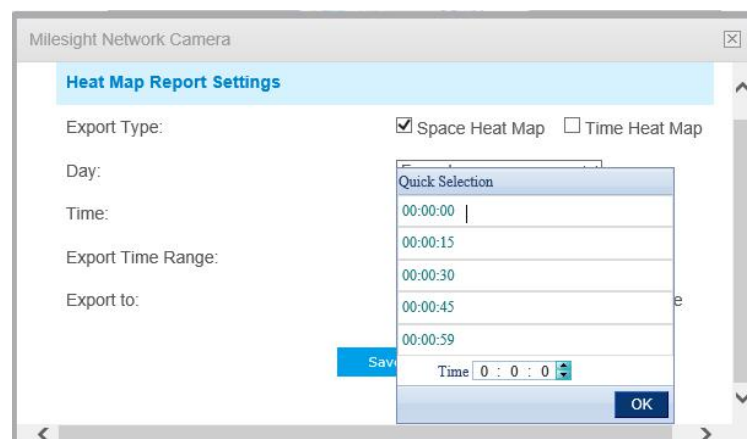 Milesight Network Camera
Heat Map Report Settings
Export Type:
Space Heat Map
Time Heat Map
Day:
Quick Selection
Time:
00:00:00
00:00:15
Export Time Range:
00:00:30
Export to:
00:00:45
e
00:00:59
Save
Time 0 : 0 : 0
OK